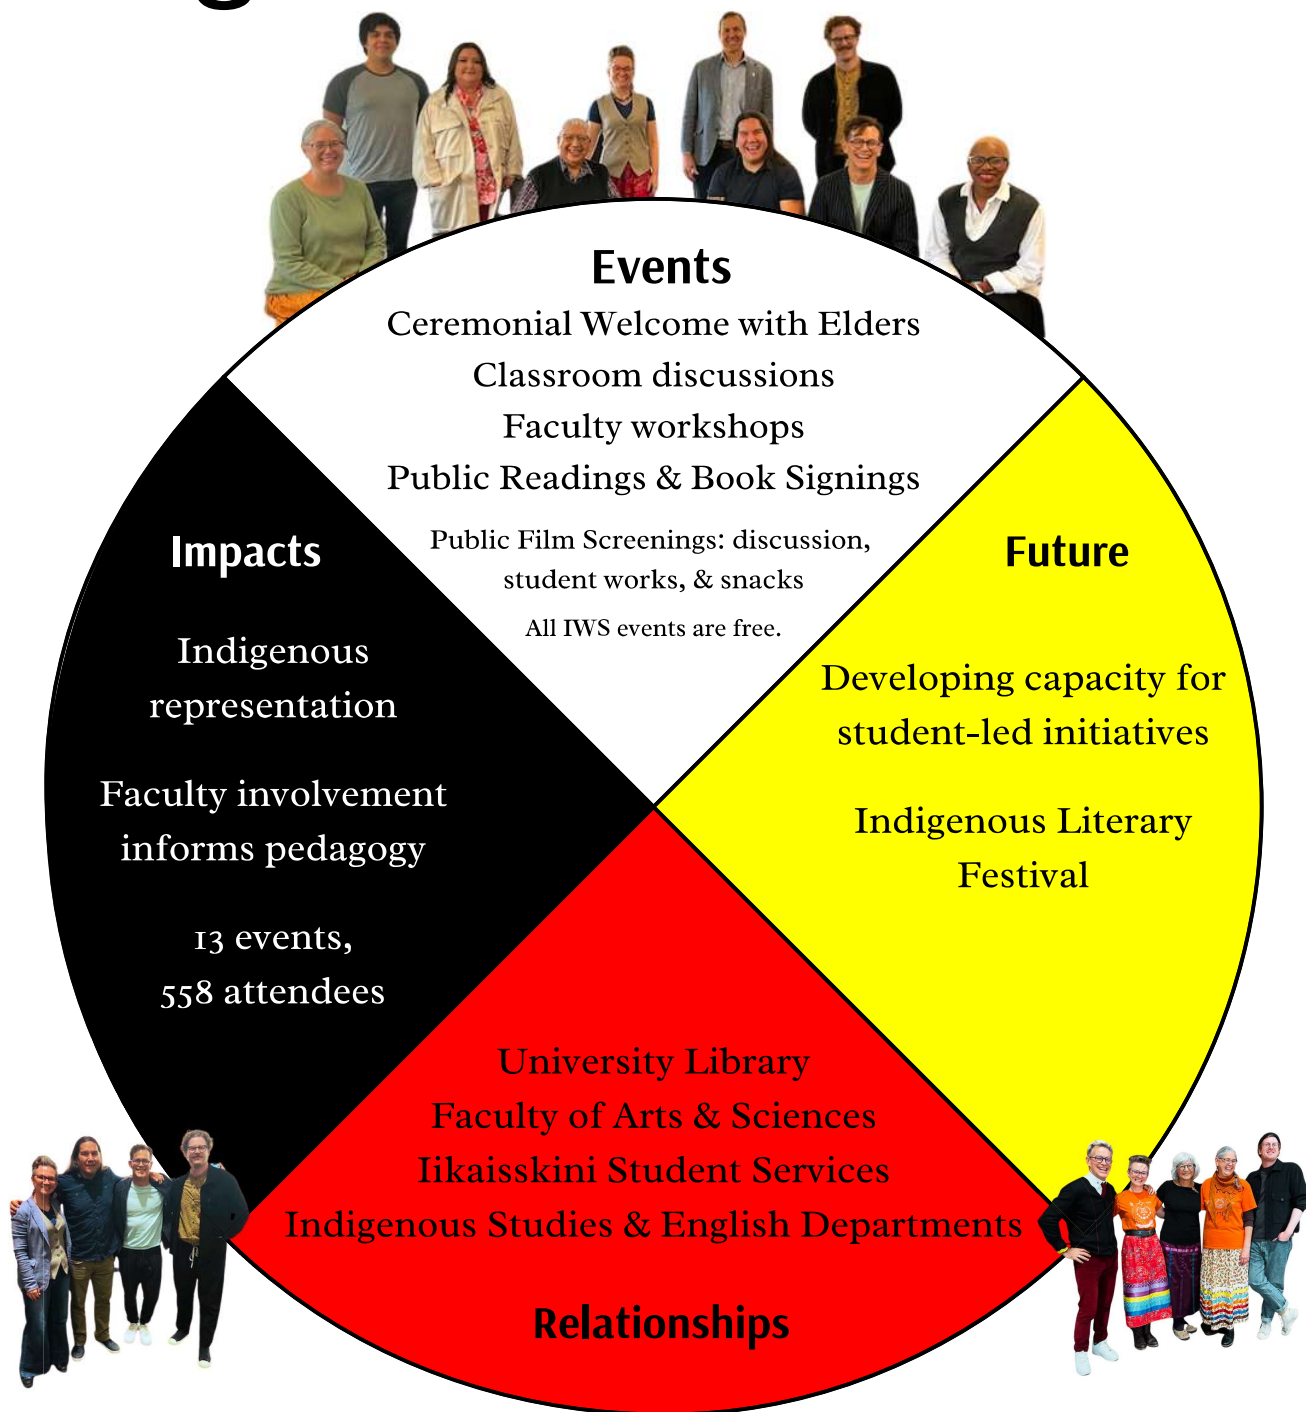 Events
Ceremonial Welcome with Elders
Classroom discussions
Faculty workshops
Public Readings & Book Signings
Public Film Screenings: discussion,
student works, & snacks
All IWS events are free.
Impacts
Indigenous
representation
Faculty involvement
informs pedagogy
13 events,
558 attendees
Future
Developing capacity for
student-led initiatives
Indigenous Literary
Festival
University Library
Faculty of Arts & Sciences
Iikaisskini Student Services
Indigenous Studies & English Departments
Relationships